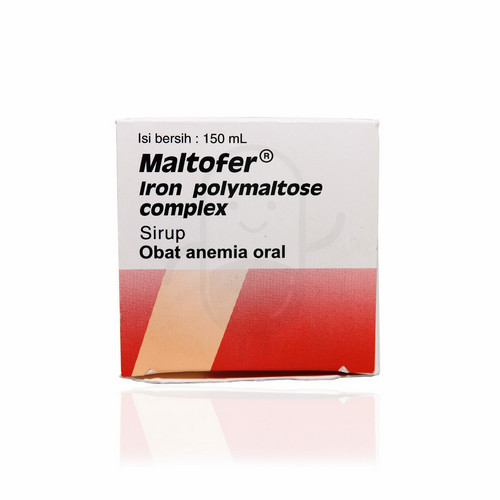 Isi bersih : 150 mL
Maltofer®
Iron polymaltose
complex
Sirup
Obat anemia oral